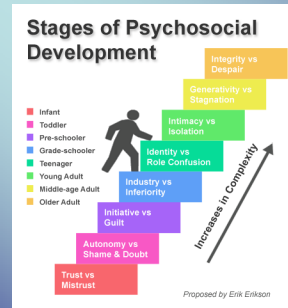 Stages of Psychosocial
Development
Integrity vs
Despair
Generativity vs
Stagnation
Intimacy vs
Isolation
Identity vs
Role Confusion
Industry vs
Inferiority
Initiative vs
Guilt
Autonomy vs
Shame & Doubt
Trust vs
Mistrust
Infant
Toddler
Pre-schooler
Grade-schooler
Teenager
Young Adult
Middle-age Adult
Older Adult
Increases in Complexity
Proposed by Erik Erikson